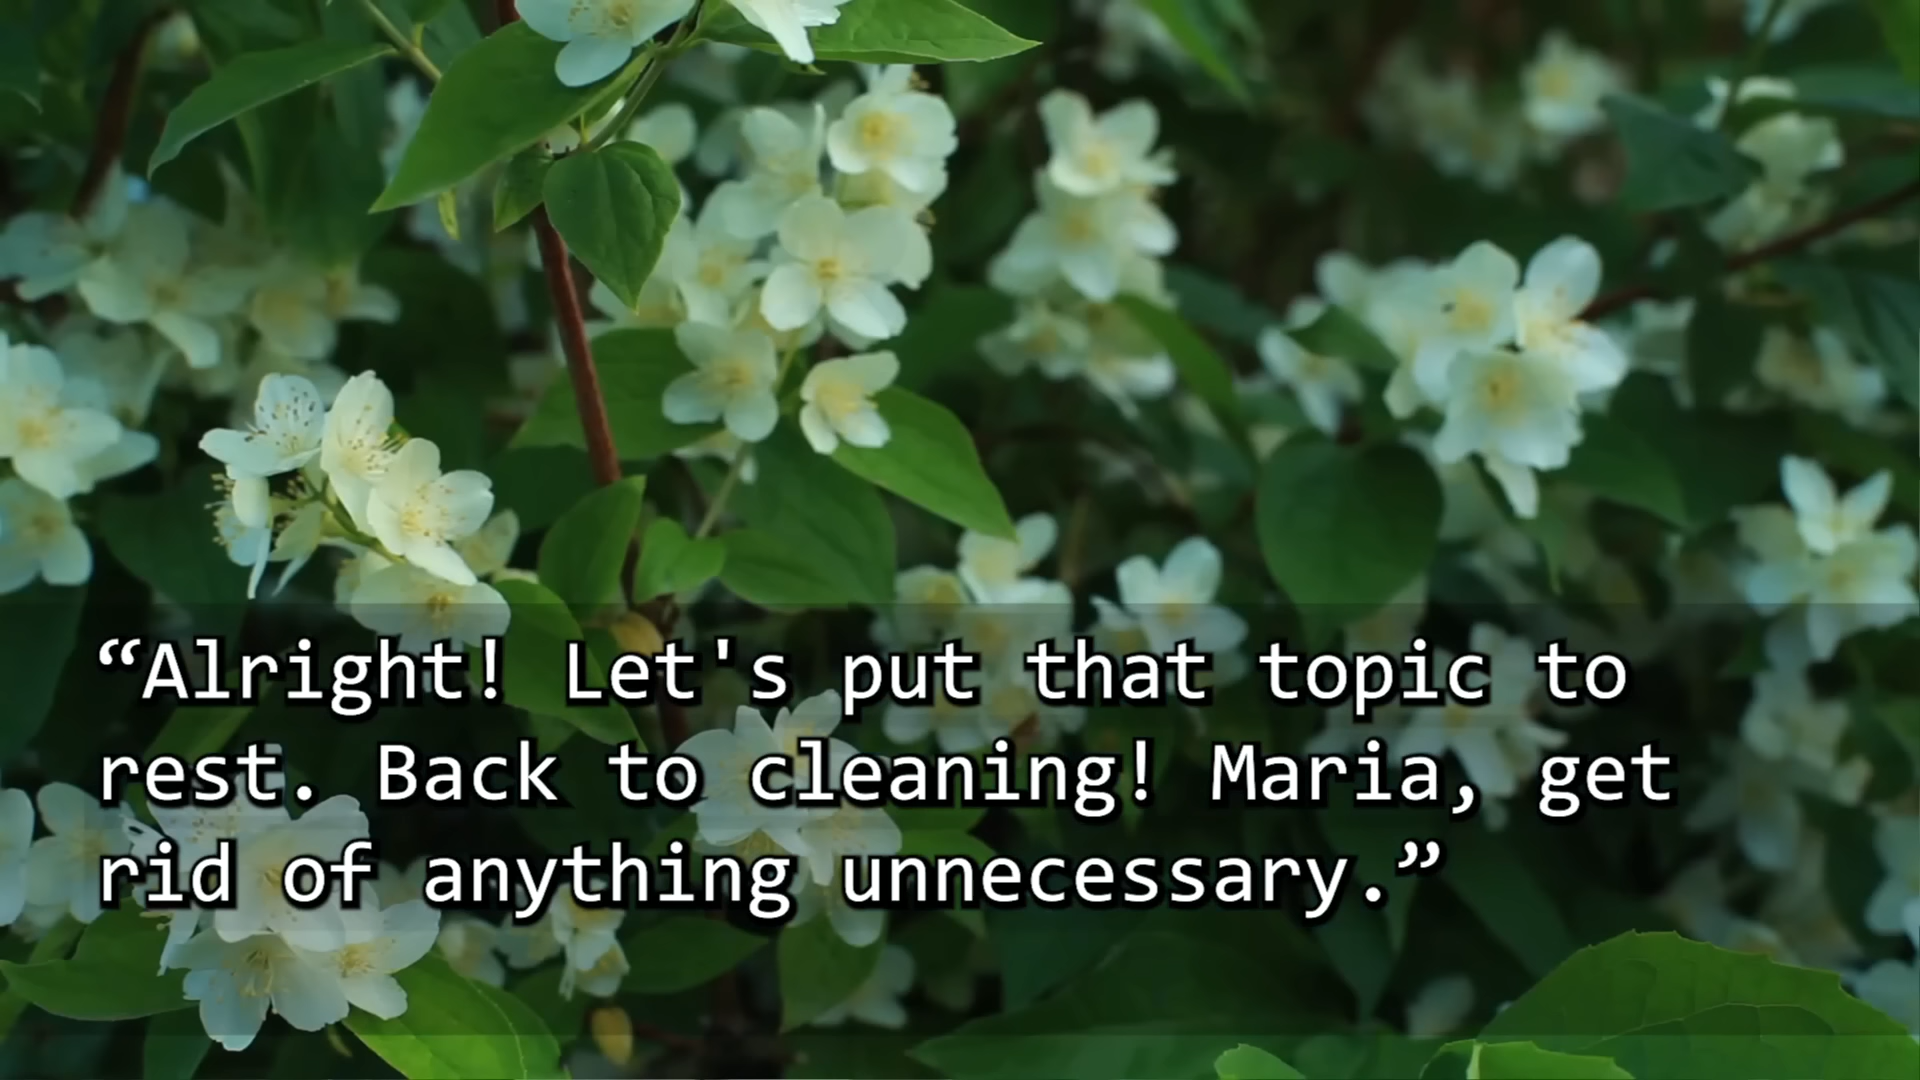 “Alright! Let's put that topic to
rest. Back to cleaning! Maria, get
rid of anything unnecessary.”